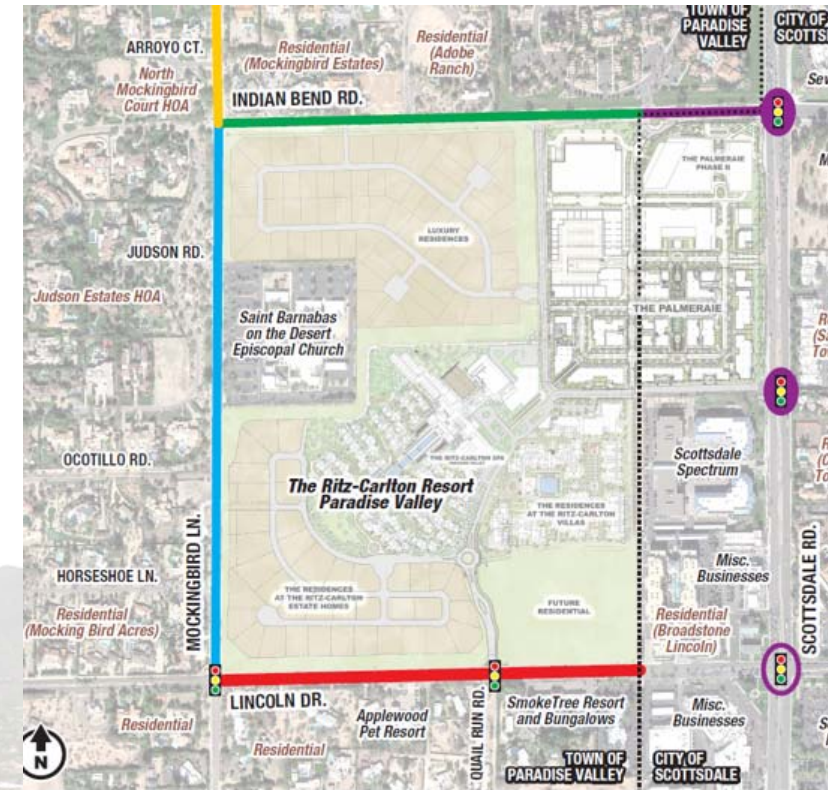 TOWN OF
PARADISE
VALLEY
CITY OF
ARROYO CT.
Residential
(Mockingbird Estates)
Residential
(Adobe
Ranch)
North
Mockingbird
Court HOA
INDIAN BEND RD.
THE PALMERAIE
PHASE II
LUXURY
RESIDENCES
JUDSON RD.
Judson Estates HOA
Saint Barnabas
on the Desert
Episcopal Church
THE PALMERAIE
OCOTILLO RD.
THE RITZ-CARLTON SPA
The Ritz-Carlton Resort
Paradise Valley
Scottsdale
Spectrum
THE RESIDENCES
AT THE RITZ-CARLTON
VILLAS
MOCKINGBIRD LN.
SCOTTSDALE RD.
HORSESHOE LN.
Misc.
Businesses
THE RESIDENCES
AT THE RITZ-CARLTON
ESTATE HOMES
FUTURE
RESIDENTIAL
Residential
(Mocking Bird Acres)
Residential
(Broadstone
Lincoln)
LINCOLN DR.
QUAIL RUN RD.
SmokeTree Resort
and Bungalows
Misc.
Businesses
Residential
Applewood
Pet Resort
Residential
N
TOWN OF
PARADISE VALLEY
CITY OF
SCOTTSDALE